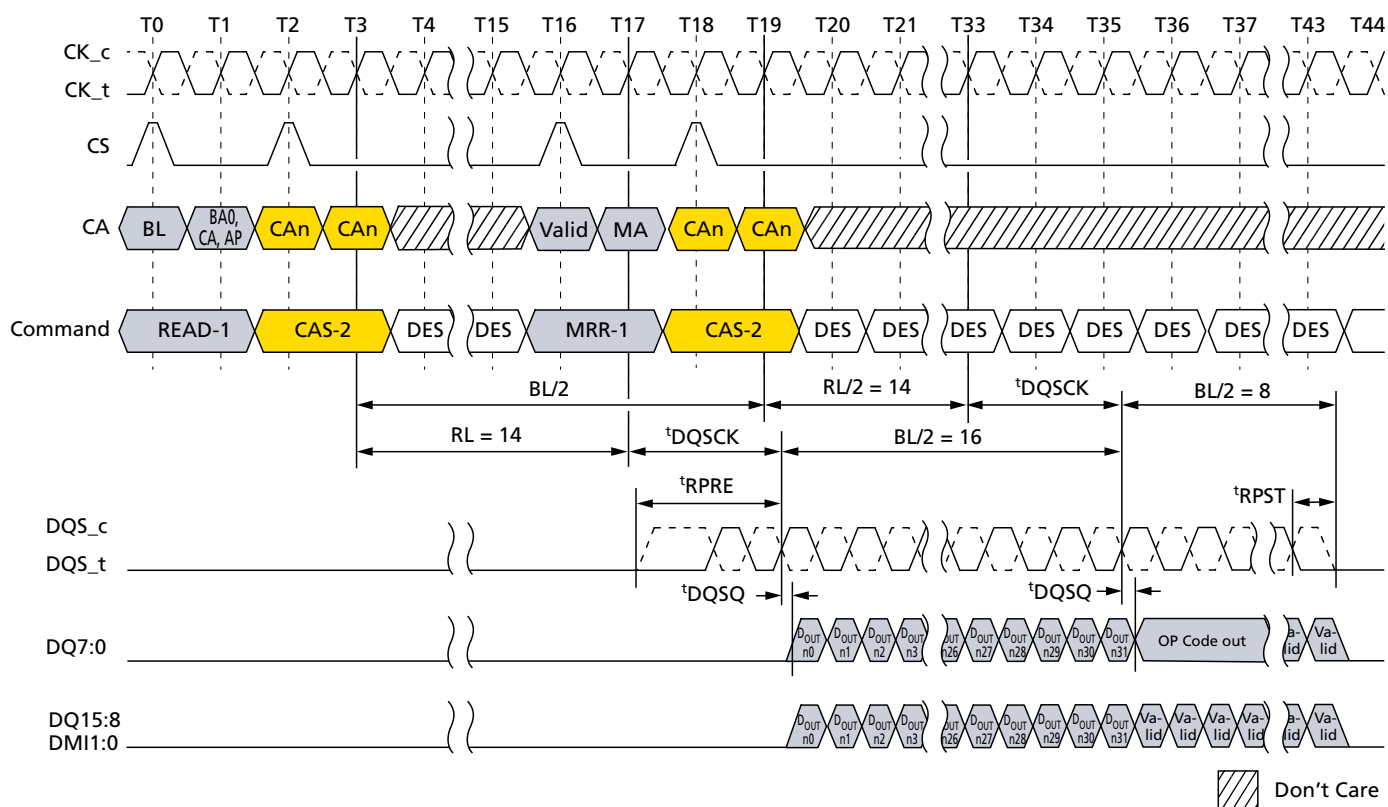 T0 T1 T2 T3 T4 T15 T16 T17 T18 T19 T20 T21 T33 T34 T35 T36 T37 T43 T44
CK_c
CK_t
CS
CA BL BA0, CA, AP CAn CAn Valid MA CAn CAn
Command READ-1 CAS-2 DES DES MRR-1 CAS-2 DES DES DES DES DES DES DES DES
BL/2 RL/2 = 14 tDQSCK BL/2 = 8
RL = 14 tDQSCK BL/2 = 16
tRPRE tRPST
DQS_c
DQS_t
tDQSQ tDQSQ
DQ7:0 DOUT n0 DOUT n1 DOUT n2 DOUT n3 OUT n26 DOUT n27 DOUT n28 DOUT n29 DOUT n30 DOUT n31 OP Code out a-lid Va-lid
DQ15:8
DMI1:0 DOUT n0 DOUT n1 DOUT n2 DOUT n3 OUT n26 DOUT n27 DOUT n28 DOUT n29 DOUT n30 DOUT n31 Va-lid Va-lid Va-lid Va-lid a-lid Va-lid
Don't Care